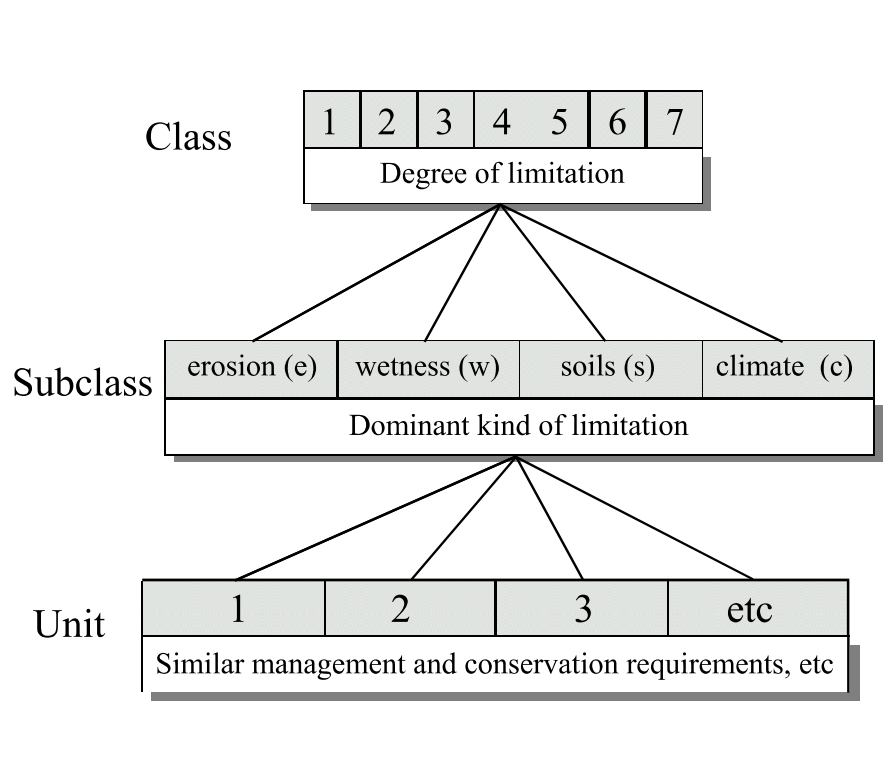 Class
1 2 3 4 5 6 7
Degree of limitation
Subclass
erosion (e) wetness (w) soils (s) climate (c)
Dominant kind of limitation
Unit
1 2 3 etc
Similar management and conservation requirements, etc